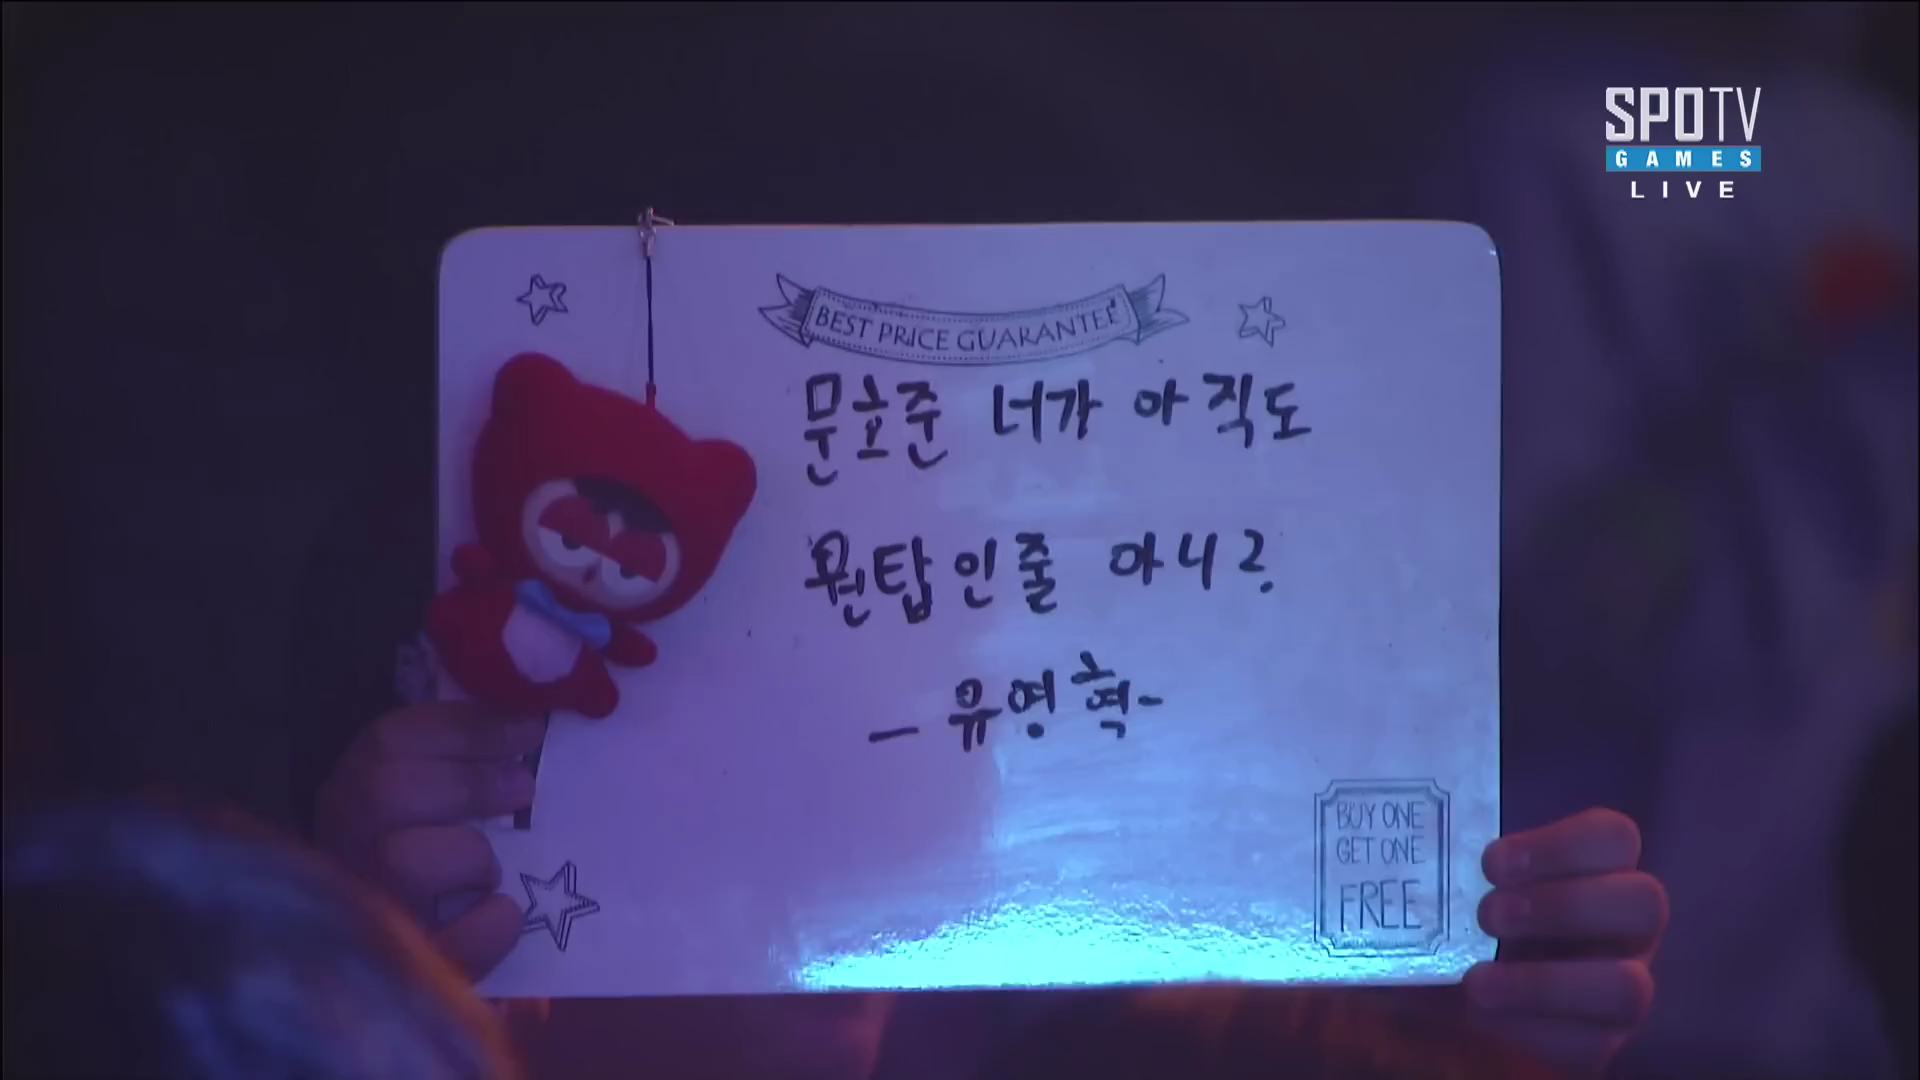 SPOTV
GAMES
LIVE
BEST PRICE GUARANTEE
문호준 너가 아직도
원탑인줄 아니?
- 유영혁-
BUY ONE
GET ONE
FREE